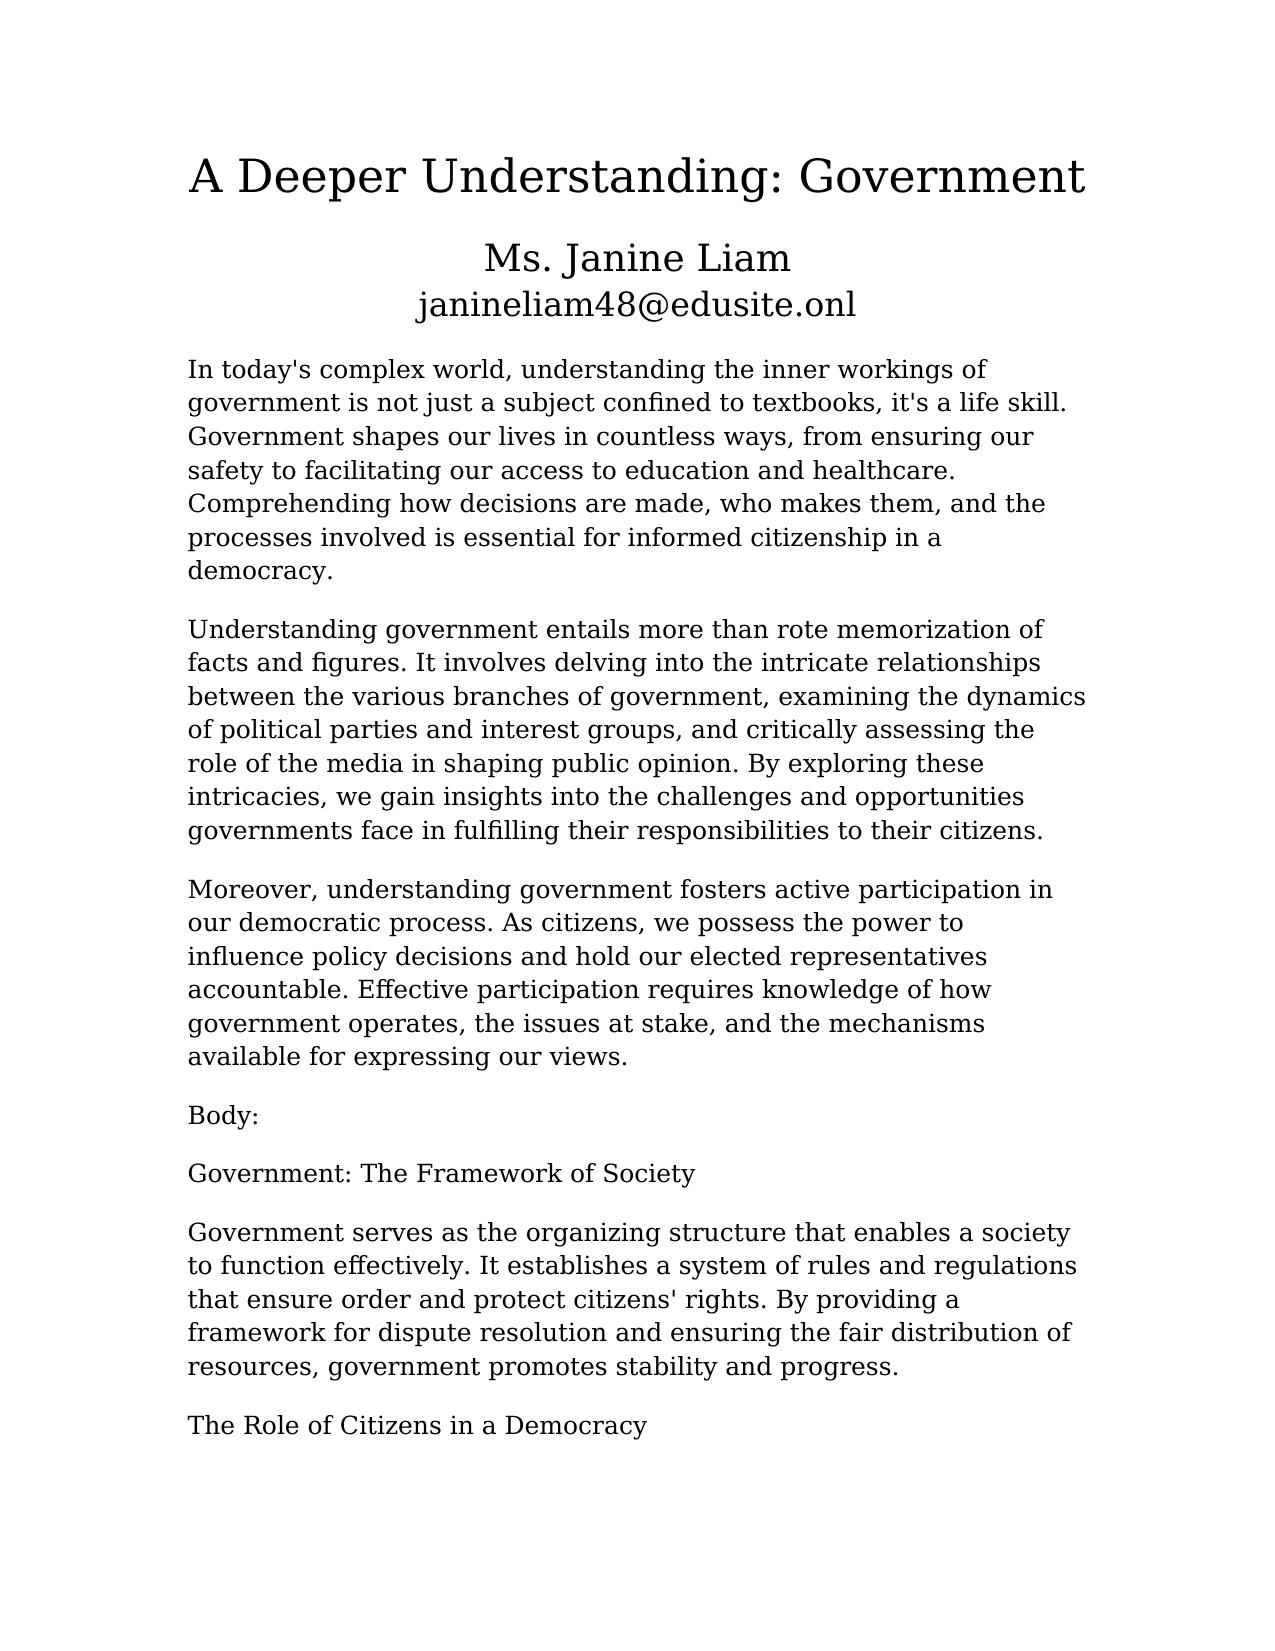 A Deeper Understanding: Government
Ms. Janine Liam
janineliam48@edusite.onl
In today's complex world, understanding the inner workings of
government is not just a subject confined to textbooks, it's a life skill.
Government shapes our lives in countless ways, from ensuring our
safety to facilitating our access to education and healthcare.
Comprehending how decisions are made, who makes them, and the
processes involved is essential for informed citizenship in a
democracy.
Understanding government entails more than rote memorization of
facts and figures. It involves delving into the intricate relationships
between the various branches of government, examining the dynamics
of political parties and interest groups, and critically assessing the
role of the media in shaping public opinion. By exploring these
intricacies, we gain insights into the challenges and opportunities
governments face in fulfilling their responsibilities to their citizens.
Moreover, understanding government fosters active participation in
our democratic process. As citizens, we possess the power to
influence policy decisions and hold our elected representatives
accountable. Effective participation requires knowledge of how
government operates, the issues at stake, and the mechanisms
available for expressing our views.
Body:
Government: The Framework of Society
Government serves as the organizing structure that enables a society
to function effectively. It establishes a system of rules and regulations
that ensure order and protect citizens' rights. By providing a
framework for dispute resolution and ensuring the fair distribution of
resources, government promotes stability and progress.
The Role of Citizens in a Democracy